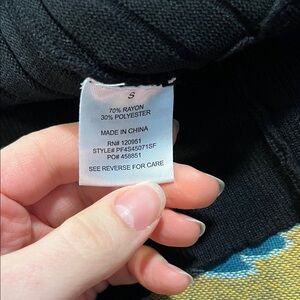 S
70% RAYON
30% POLYESTER
MADE IN CHINA
RN# 120951
STYLE# PF4S45071SF
PO# 458851
SEE REVERSE FOR CARE